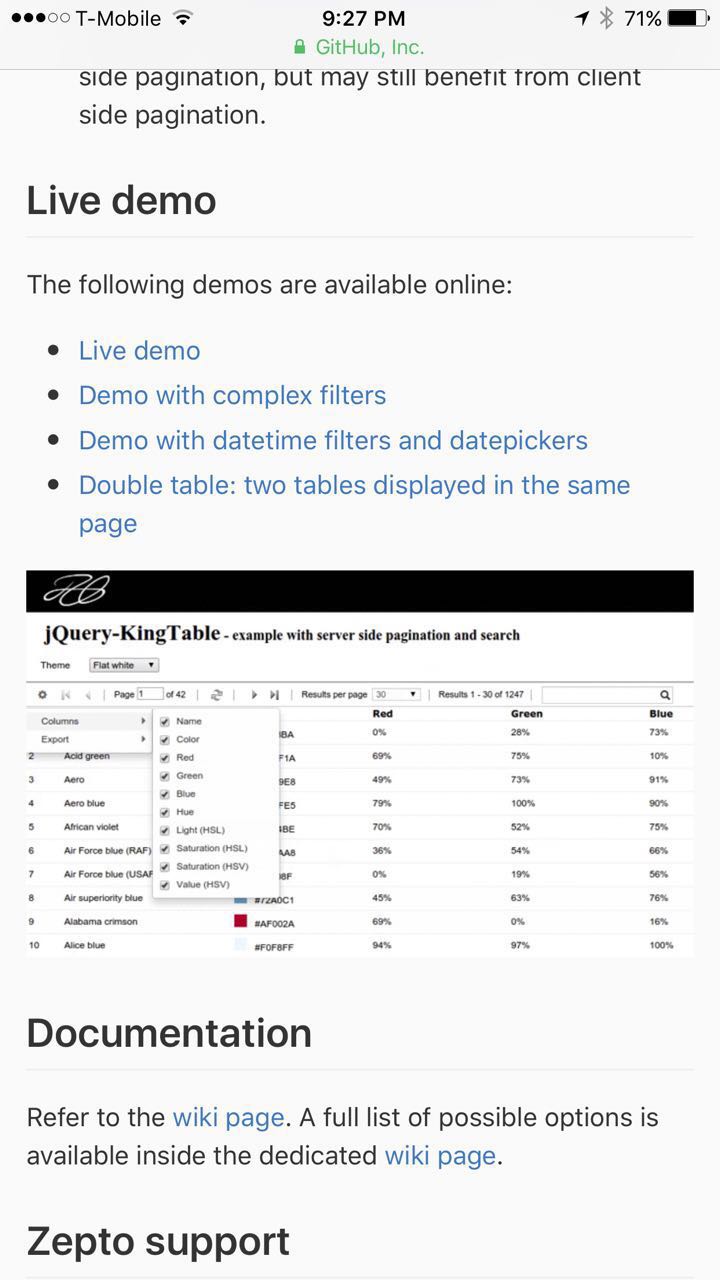 T-Mobile 9:27 PM 71%
GitHub, Inc.
side pagination, but may still benefit from client
side pagination.
Live demo
The following demos are available online:
• Live demo
• Demo with complex filters
• Demo with datetime filters and datepickers
• Double table: two tables displayed in the same
page
jQuery-KingTable - example with server side pagination and search
Theme Flat white
Page 1 of 42 Results per page 30 Results 1 - 30 of 1247
Columns
Export
Name
Color
Red
Green
Blue
Hue
Light (HSL)
Saturation (HSL)
Saturation (HSV)
Value (HSV)
Red Green Blue
0% 28% 73%
2 Acid green F1A 69% 75% 10%
3 Aero 9E8 49% 73% 91%
4 Aero blue FE5 79% 100% 90%
5 African violet BE 70% 52% 75%
6 Air Force blue (RAF) AA8 36% 54% 66%
7 Air Force blue (USAF 8F 0% 19% 56%
8 Air superiority blue #72A0C1 45% 63% 76%
9 Alabama crimson #AF002A 69% 0% 16%
10 Alice blue #F0F8FF 94% 97% 100%
Documentation
Refer to the wiki page. A full list of possible options is
available inside the dedicated wiki page.
Zepto support